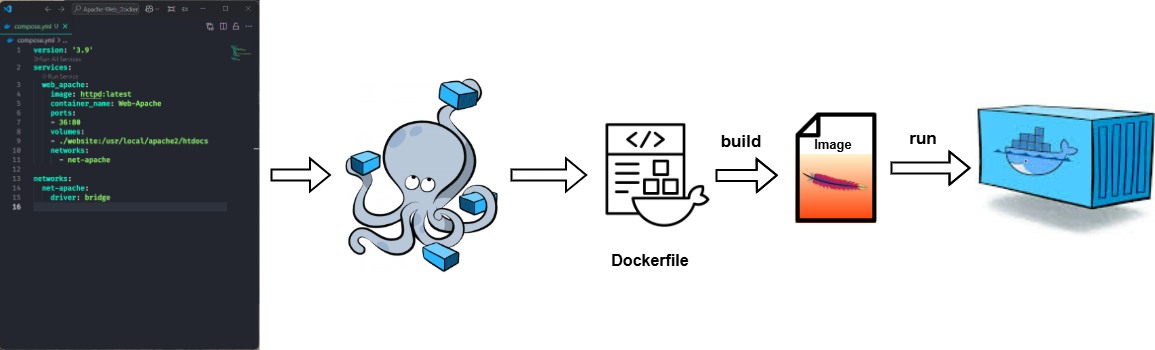 Apache-Web_Docker
compose.yml U ×
compose.yml > ...
1 version: '3.9'
Run All Services
2 services:
Run Service
3 web_apache:
4 image: httpd:latest
5 container_name: Web-Apache
6 ports:
7 - 36:80
8 volumes:
9 - ./website:/usr/local/apache2/htdocs
10 networks:
11 - net-apache
12
13 networks:
14 net-apache:
15 driver: bridge
16
</>
Dockerfile
build
Image
run